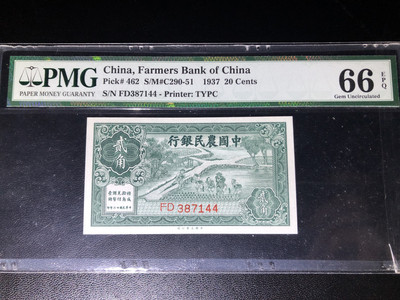 PMG
PAPER MONEY GUARANTY
China, Farmers Bank of China
Pick# 462 S/M#C290-51 1937 20 Cents
S/N FD387144 - Printer: TYPC
66 EPQ
Gem Uncirculated
行銀民農國中
貳角
FD 387144